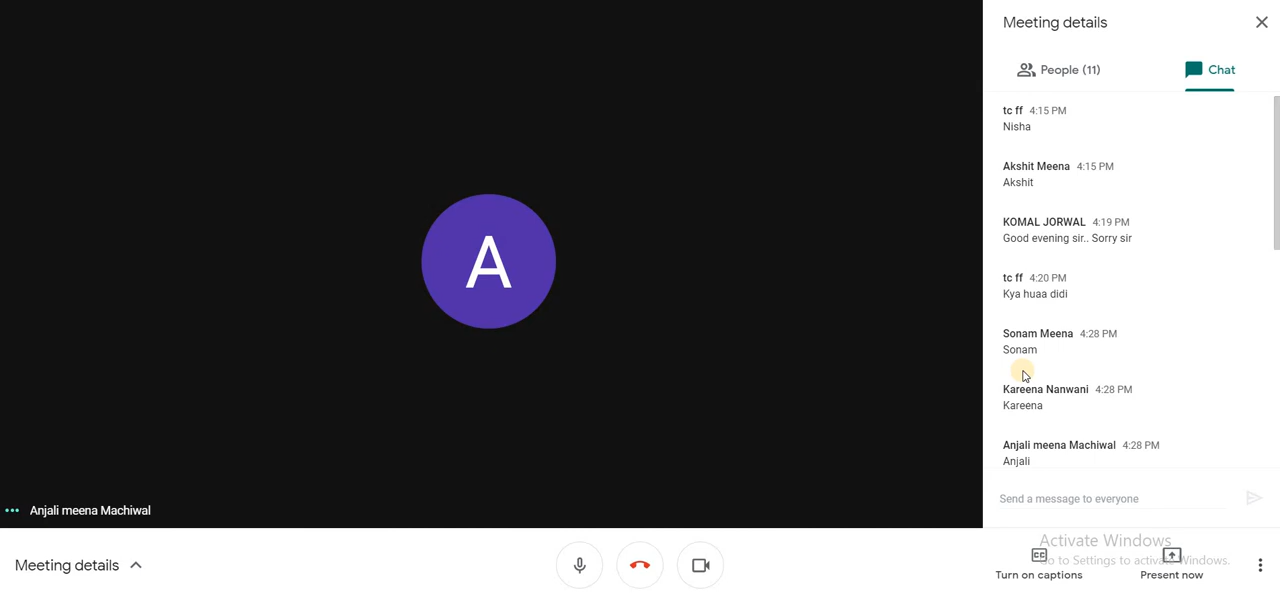 Meeting details
People (11)
Chat
tc ff 4:15 PM
Nisha
Akshit Meena 4:15 PM
Akshit
KOMAL JORWAL 4:19 PM
Good evening sir.. Sorry sir
tc ff 4:20 PM
Kya huaa didi
Sonam Meena 4:28 PM
Sonam
Kareena Nanwani 4:28 PM
Kareena
Anjali meena Machiwal 4:28 PM
Anjali
Send a message to everyone
A
Anjali meena Machiwal
Meeting details
Activate Windows
Go to Settings to activate Windows.
CC
Turn on captions
Present now